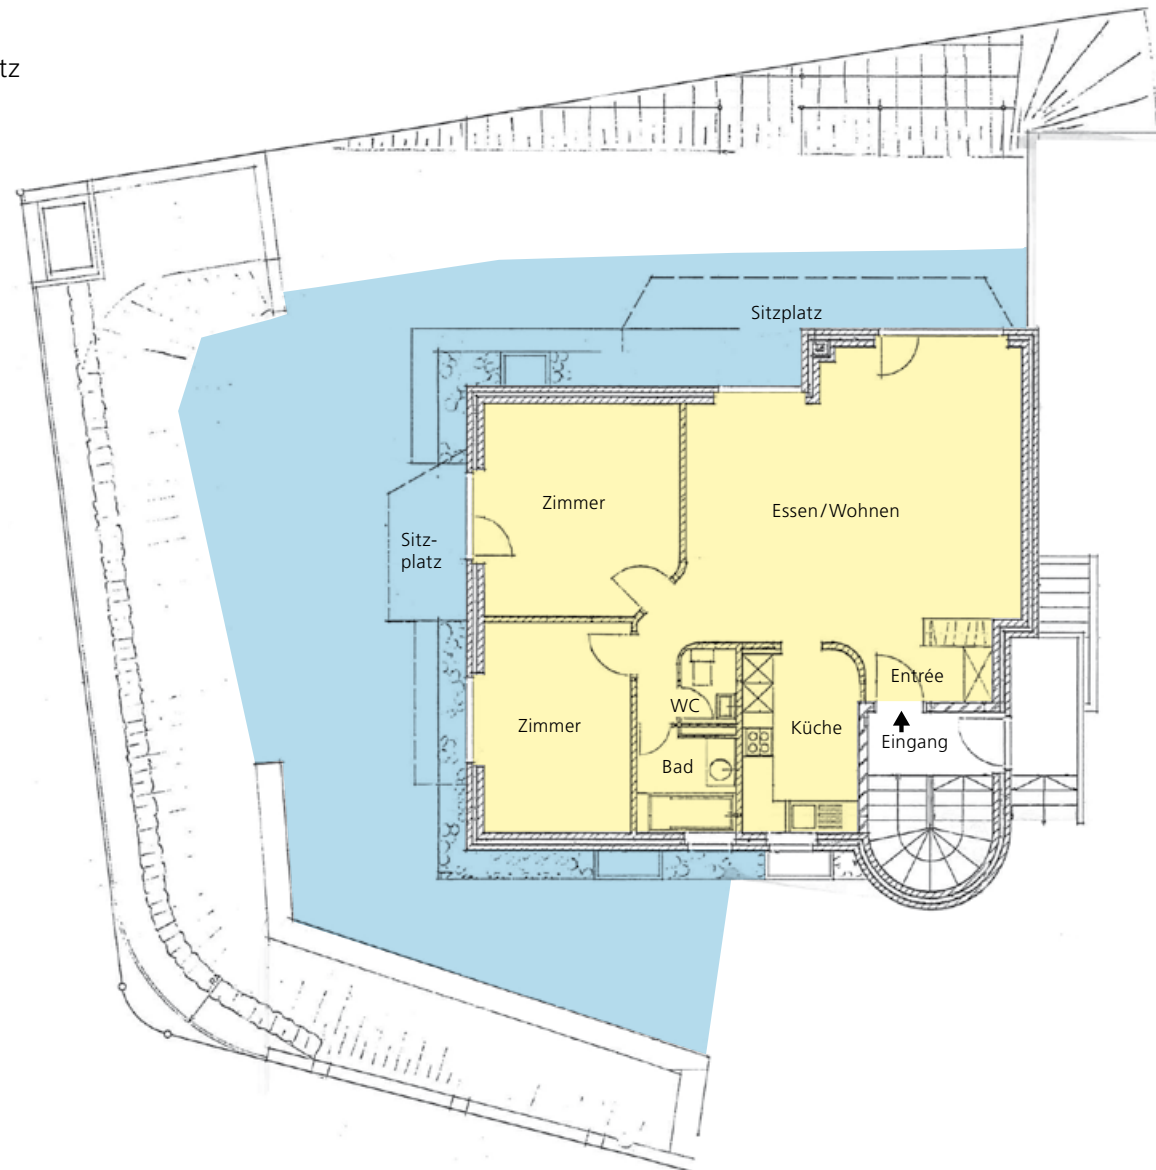 tz
Sitzplatz
Zimmer
Essen/Wohnen
Sitz-
platz
Entrée
WC
Zimmer
Küche
Eingang
Bad